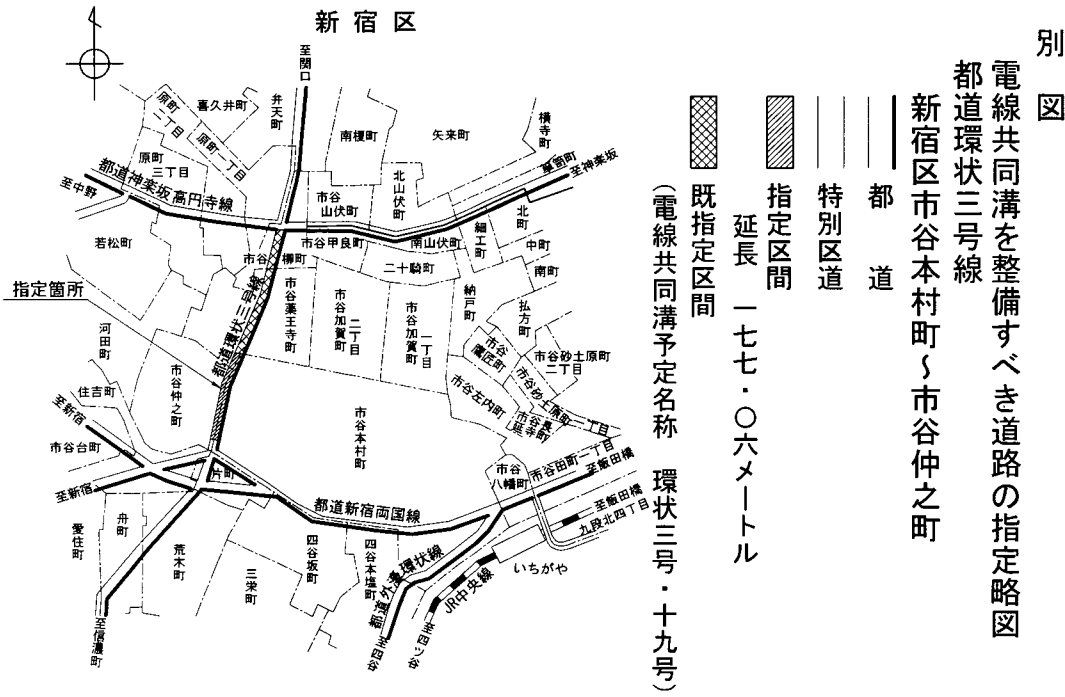 別図
電線共同溝を整備すべき道路の指定略図
都道環状三号線
新宿区市谷本村町～市谷仲之町
都道
特別区道
指定区間
延長 一七七・〇六メートル
既指定区間
（電線共同溝予定名称 環状三号・十九号）
新宿区
至関口
喜久井町
原町二丁目
原町一丁目
弁天町
南榎町
矢来町
横寺町
原町三丁目
都道神楽坂高円寺線
至中野
市谷山伏町
北山伏町
箪笥町
至神楽坂
若松町
市谷柳町
市谷甲良町
南山伏町
細工町
北町
中町
南町
二十騎町
指定箇所
都道環状三号線
市谷薬王寺町
市谷加賀町二丁目
市谷加賀町一丁目
納戸町
払方町
市谷鷹匠町
市谷砂土原町二丁目
河田町
市谷仲之町
住吉町
市谷左内町
市谷砂土原町一丁目
市谷長延寺町
至新宿
市谷台町
市谷本村町
市谷田町一丁目
市谷八幡町
至飯田橋
至飯田橋
九段北四丁目
片町
至新宿
都道新宿両国線
愛住町
舟町
荒木町
三栄町
四谷坂町
四谷本塩町
都道外濠環状線
いちがや
JR中央線
至信濃町
至四谷
至四ツ谷